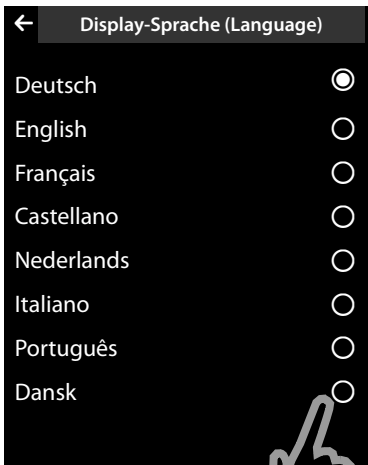 Display-Sprache (Language)
Deutsch
English
Français
Castellano
Nederlands
Italiano
Português
Dansk